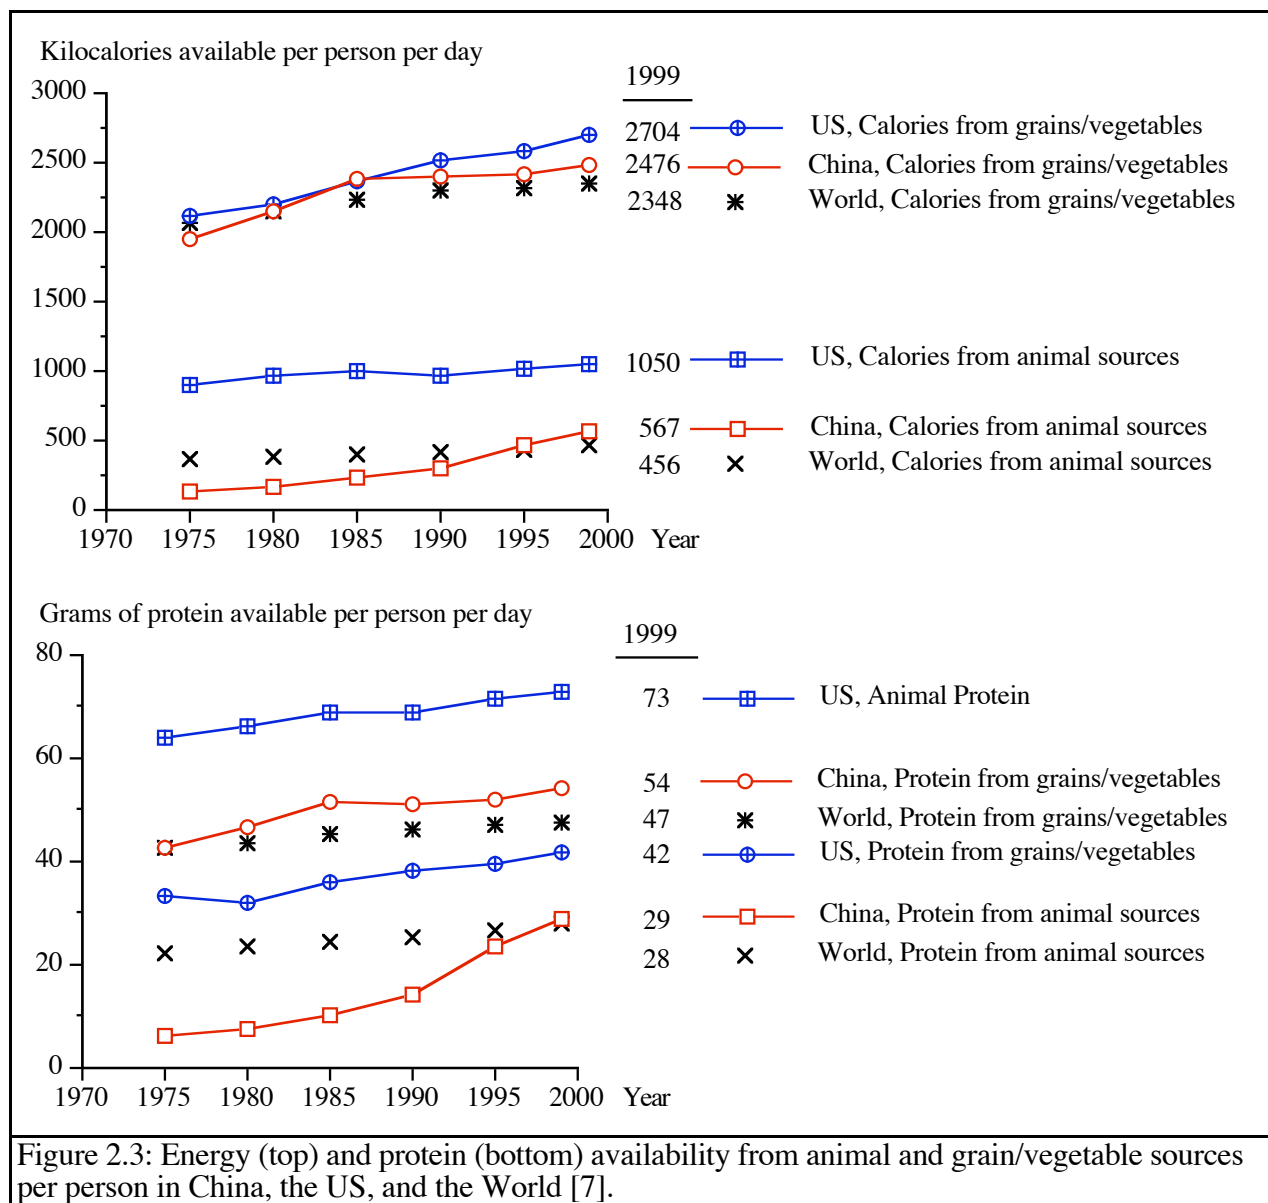 Kilocalories available per person per day
1999
3000
2704 US, Calories from grains/vegetables
2500
2476 China, Calories from grains/vegetables
2348 World, Calories from grains/vegetables
2000
1500
1000
1050 US, Calories from animal sources
500
567 China, Calories from animal sources
456 World, Calories from animal sources
0
1970 1975 1980 1985 1990 1995 2000 Year
Grams of protein available per person per day
1999
80
73 US, Animal Protein
60
54 China, Protein from grains/vegetables
47 World, Protein from grains/vegetables
40
42 US, Protein from grains/vegetables
29 China, Protein from animal sources
20
28 World, Protein from animal sources
0
1970 1975 1980 1985 1990 1995 2000 Year
Figure 2.3: Energy (top) and protein (bottom) availability from animal and grain/vegetable sources
per person in China, the US, and the World [7].